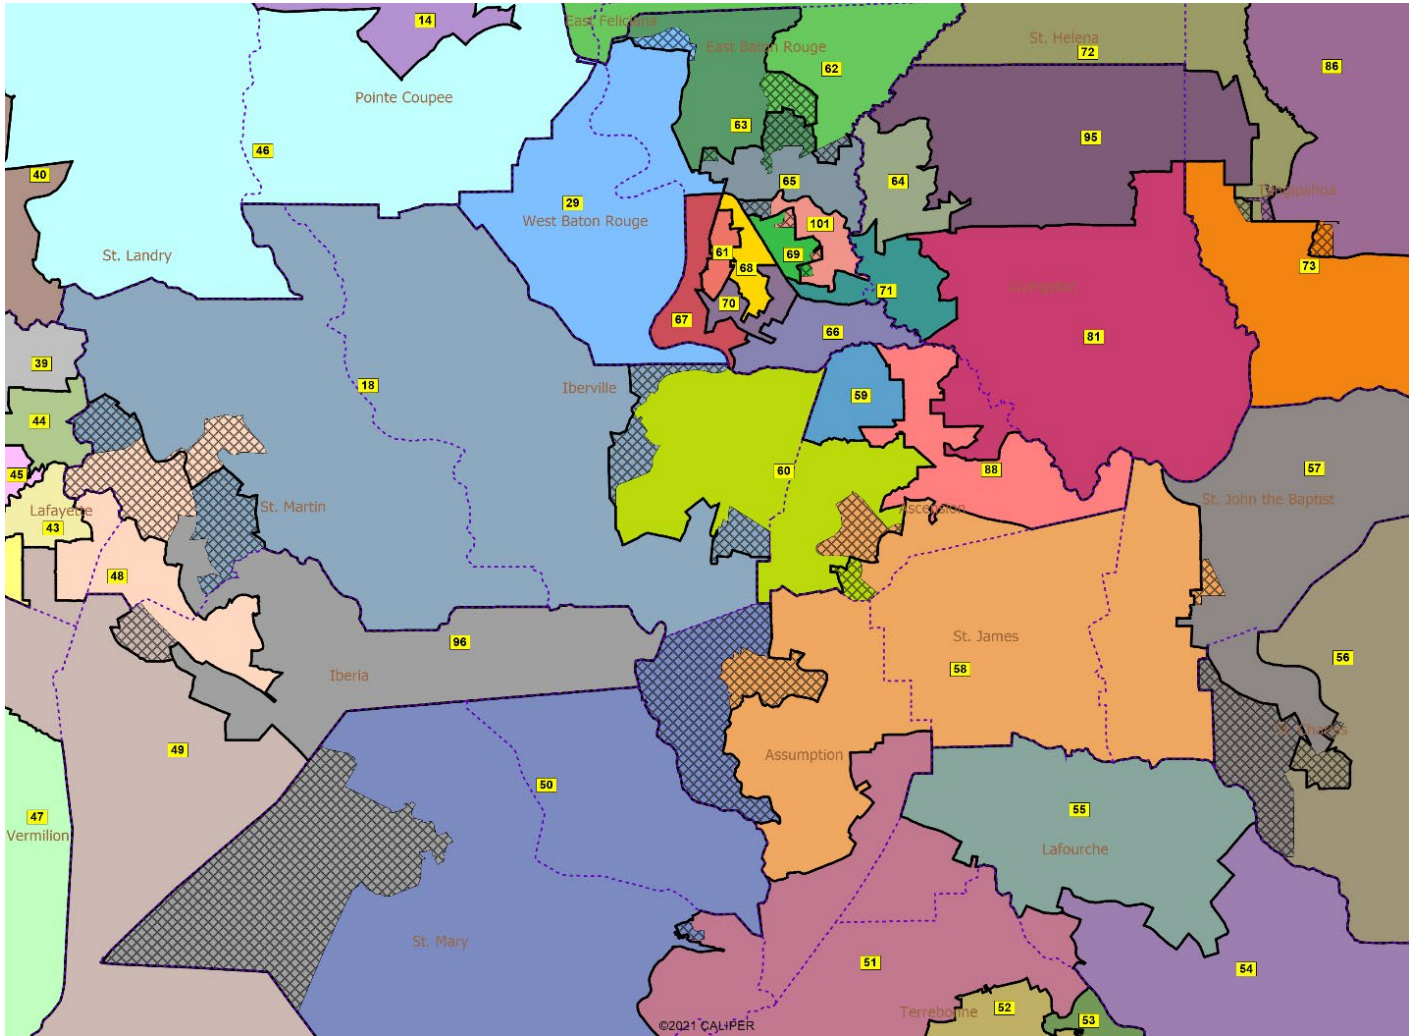 14
East Feliciana
East Baton Rouge
St. Helena
72
62
86
Pointe Coupee
63
46
95
40
65
64
29
West Baton Rouge
Tangipahoa
101
St. Landry
61
69
68
73
71
Livingston
70
67
66
81
39
18
Iberville
59
44
45
60
88
57
St. Martin
Lafayette
Ascension
St. John the Baptist
43
48
St. James
96
58
56
Iberia
49
Assumption
St. Charles
50
47
Vermilion
55
Lafourche
St. Mary
51
54
Terrebonne
52
53
©2021 CALIPER